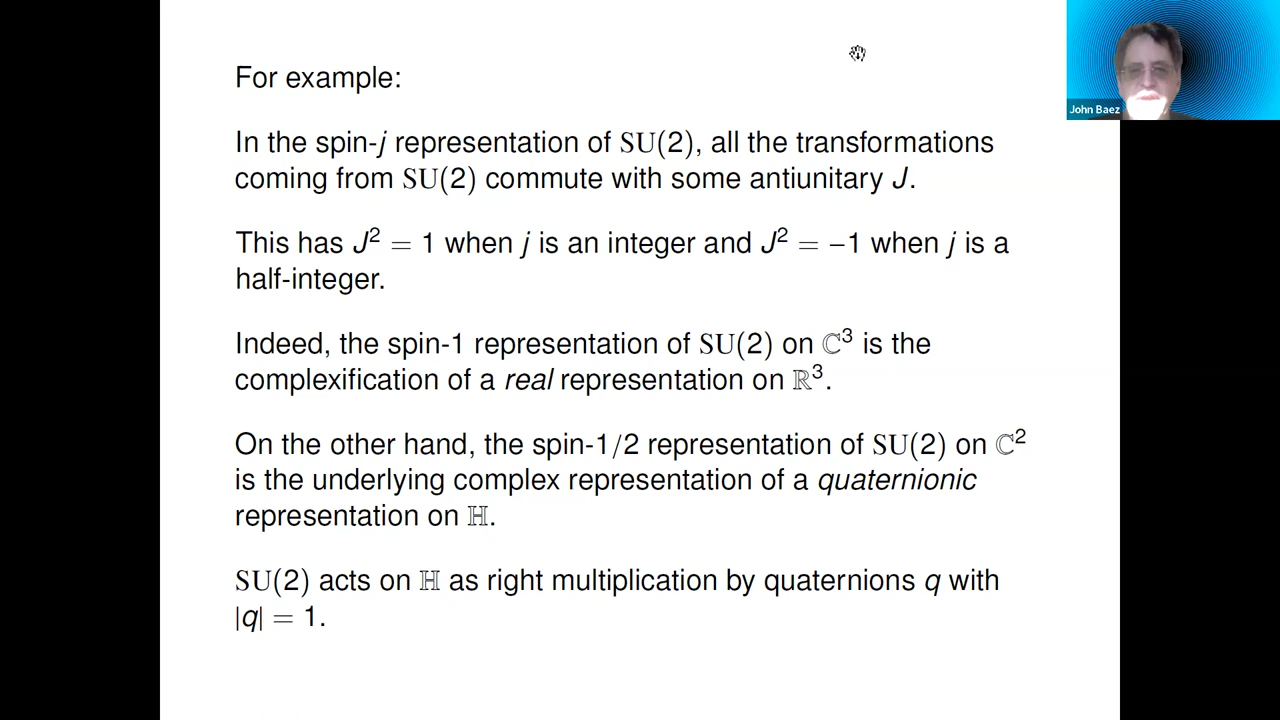 For example:
John Baez
In the spin-j representation of SU(2), all the transformations
coming from SU(2) commute with some antiunitary J.
This has J² = 1 when j is an integer and J² = −1 when j is a
half-integer.
Indeed, the spin-1 representation of SU(2) on ℂ³ is the
complexification of a real representation on ℝ³.
On the other hand, the spin-1/2 representation of SU(2) on ℂ²
is the underlying complex representation of a quaternionic
representation on ℍ.
SU(2) acts on ℍ as right multiplication by quaternions q with
|q| = 1.